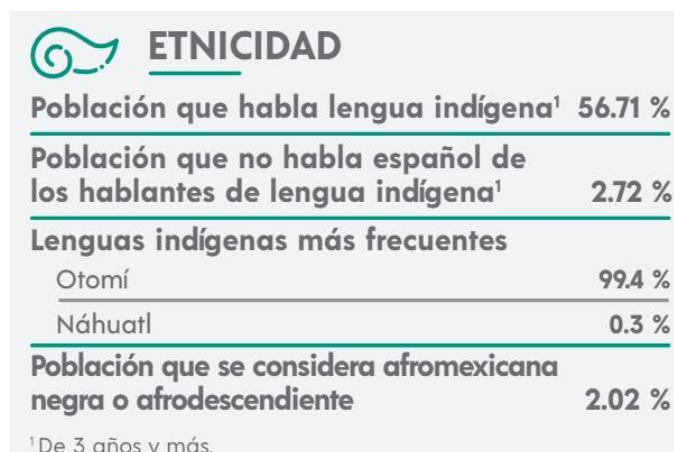 ETNICIDAD
Población que habla lengua indígena¹ 56.71 %
Población que no habla español de
los hablantes de lengua indígena¹ 2.72 %
Lenguas indígenas más frecuentes
Otomí 99.4 %
Náhuatl 0.3 %
Población que se considera afromexicana
negra o afrodescendiente 2.02 %
¹ De 3 años y más.